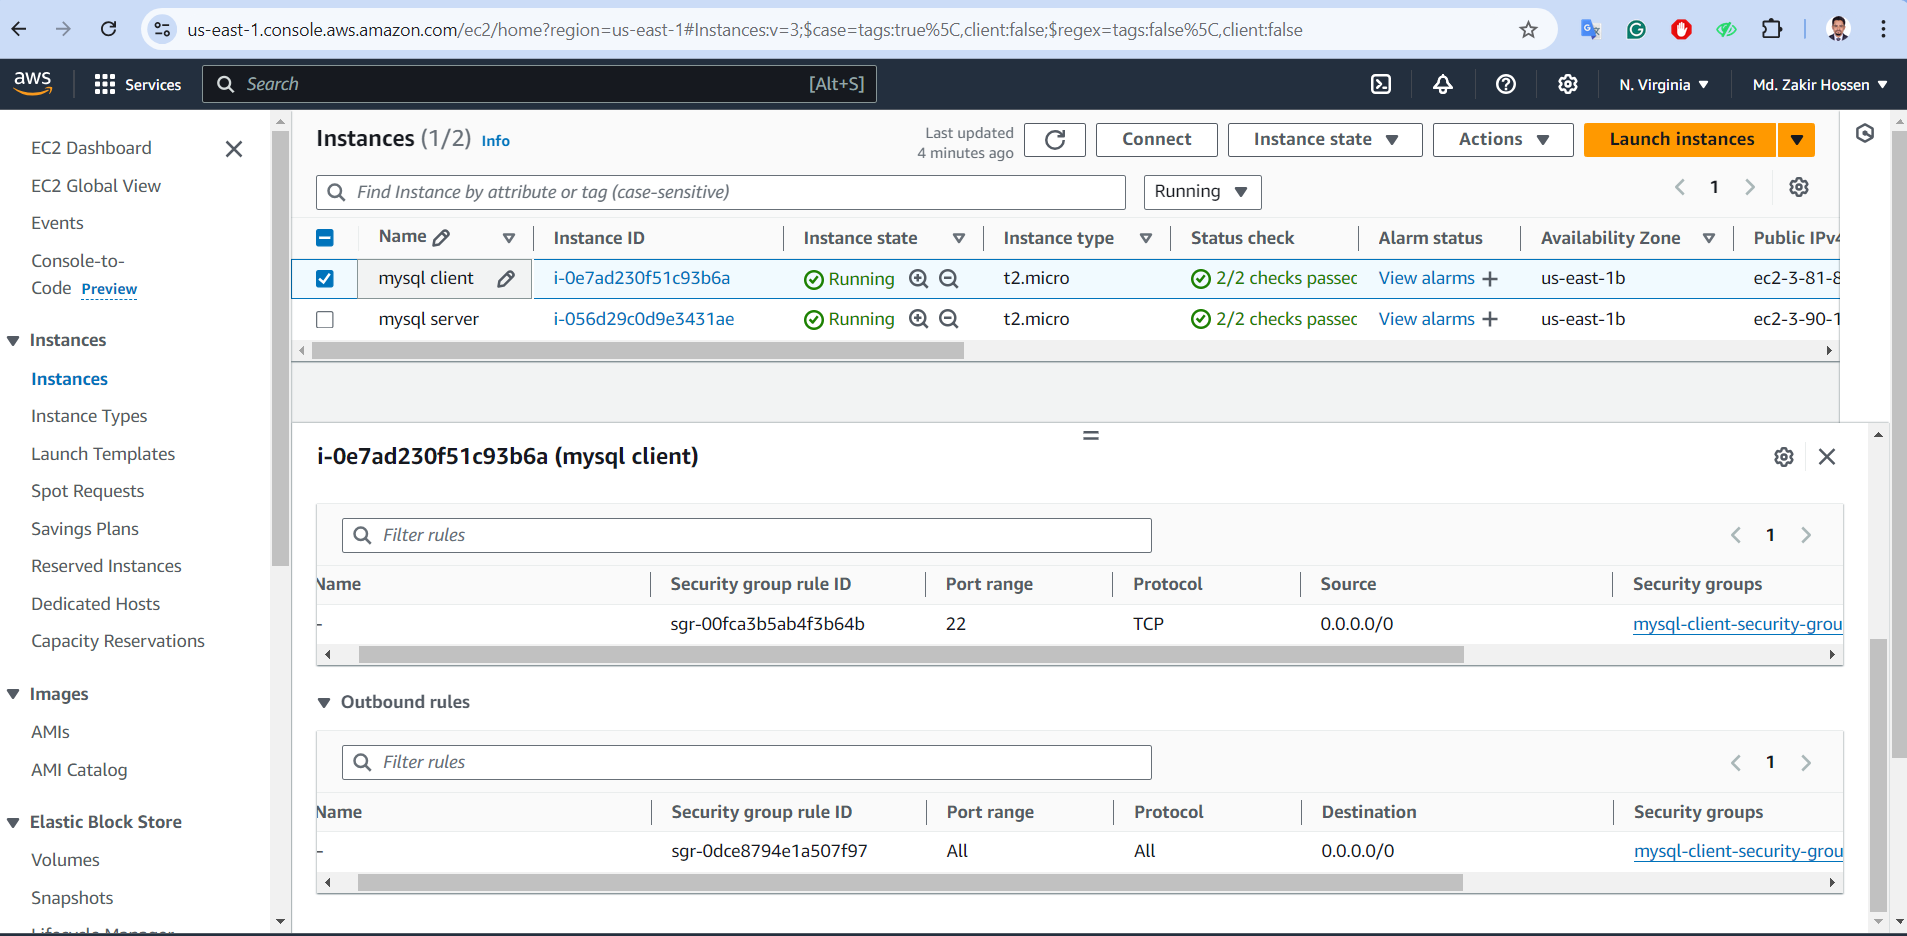 us-east-1.console.aws.amazon.com/ec2/home?region=us-east-1#Instances:v=3;$case=tags:true%5C,client:false;$regex=tags:false%5C,client:false
aws
Services
Search
[Alt+S]
N. Virginia
Md. Zakir Hossen
EC2 Dashboard
EC2 Global View
Events
Console-to-
Code Preview
Instances
Instances
Instance Types
Launch Templates
Spot Requests
Savings Plans
Reserved Instances
Dedicated Hosts
Capacity Reservations
Images
AMIs
AMI Catalog
Elastic Block Store
Volumes
Snapshots
Lifecycle Manager
Instances (1/2) Info
Last updated
4 minutes ago
Connect
Instance state
Actions
Launch instances
Find Instance by attribute or tag (case-sensitive)
Running
1
Name Instance ID Instance state Instance type Status check Alarm status Availability Zone Public IPv4
mysql client i-0e7ad230f51c93b6a Running t2.micro 2/2 checks passec View alarms + us-east-1b ec2-3-81-8
mysql server i-056d29c0d9e3431ae Running t2.micro 2/2 checks passec View alarms + us-east-1b ec2-3-90-1
i-0e7ad230f51c93b6a (mysql client)
Filter rules
1
Name Security group rule ID Port range Protocol Source Security groups
– sgr-00fca3b5ab4f3b64b 22 TCP 0.0.0.0/0 mysql-client-security-grou
Outbound rules
Filter rules
1
Name Security group rule ID Port range Protocol Destination Security groups
– sgr-0dce8794e1a507f97 All All 0.0.0.0/0 mysql-client-security-grou